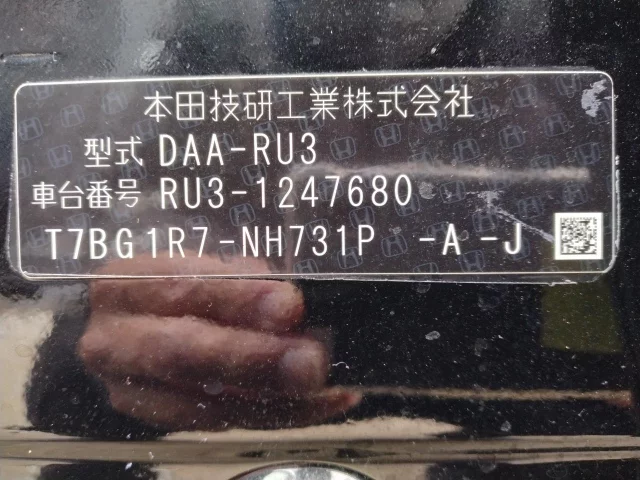 本田技研工業株式会社
型式 DAA-RU3
車台番号 RU3-1247680
T7BG1R7-NH731P -A -J